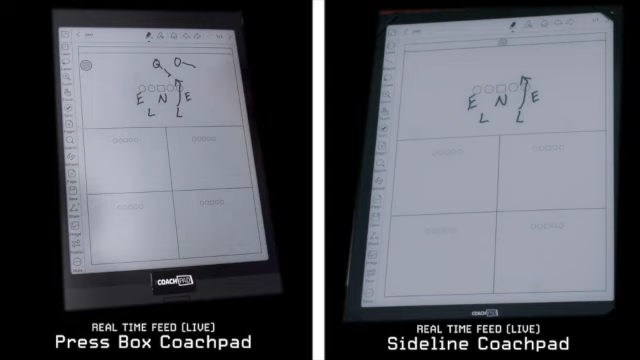 Q O
E N E
L L
COACHPAD
REAL TIME FEED (LIVE)
Press Box Coachpad
E N E
L L
COACHPAD
REAL TIME FEED (LIVE)
Sideline Coachpad